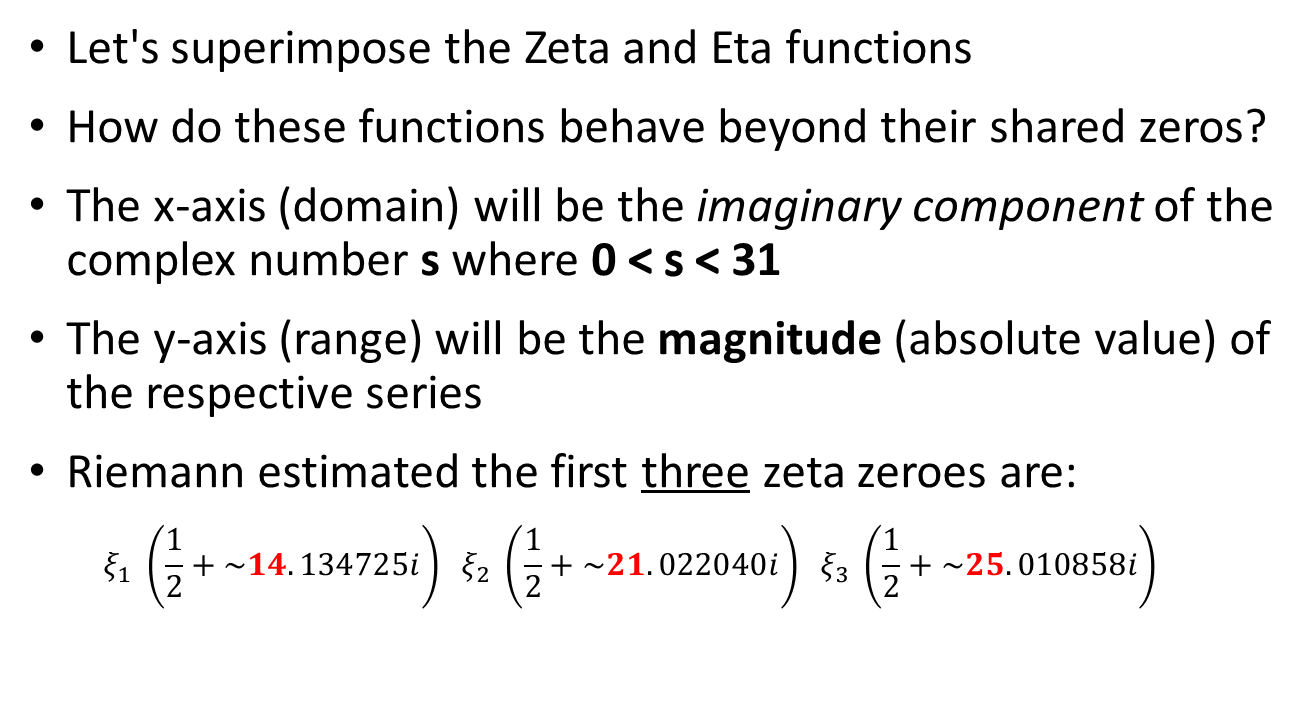 • Let's superimpose the Zeta and Eta functions
• How do these functions behave beyond their shared zeros?
• The x-axis (domain) will be the imaginary component of the
complex number s where 0 < s < 31
• The y-axis (range) will be the magnitude (absolute value) of
the respective series
• Riemann estimated the first three zeta zeroes are:
ξ₁ (1/2 + ~14.134725i) ξ₂ (1/2 + ~21.022040i) ξ₃ (1/2 + ~25.010858i)